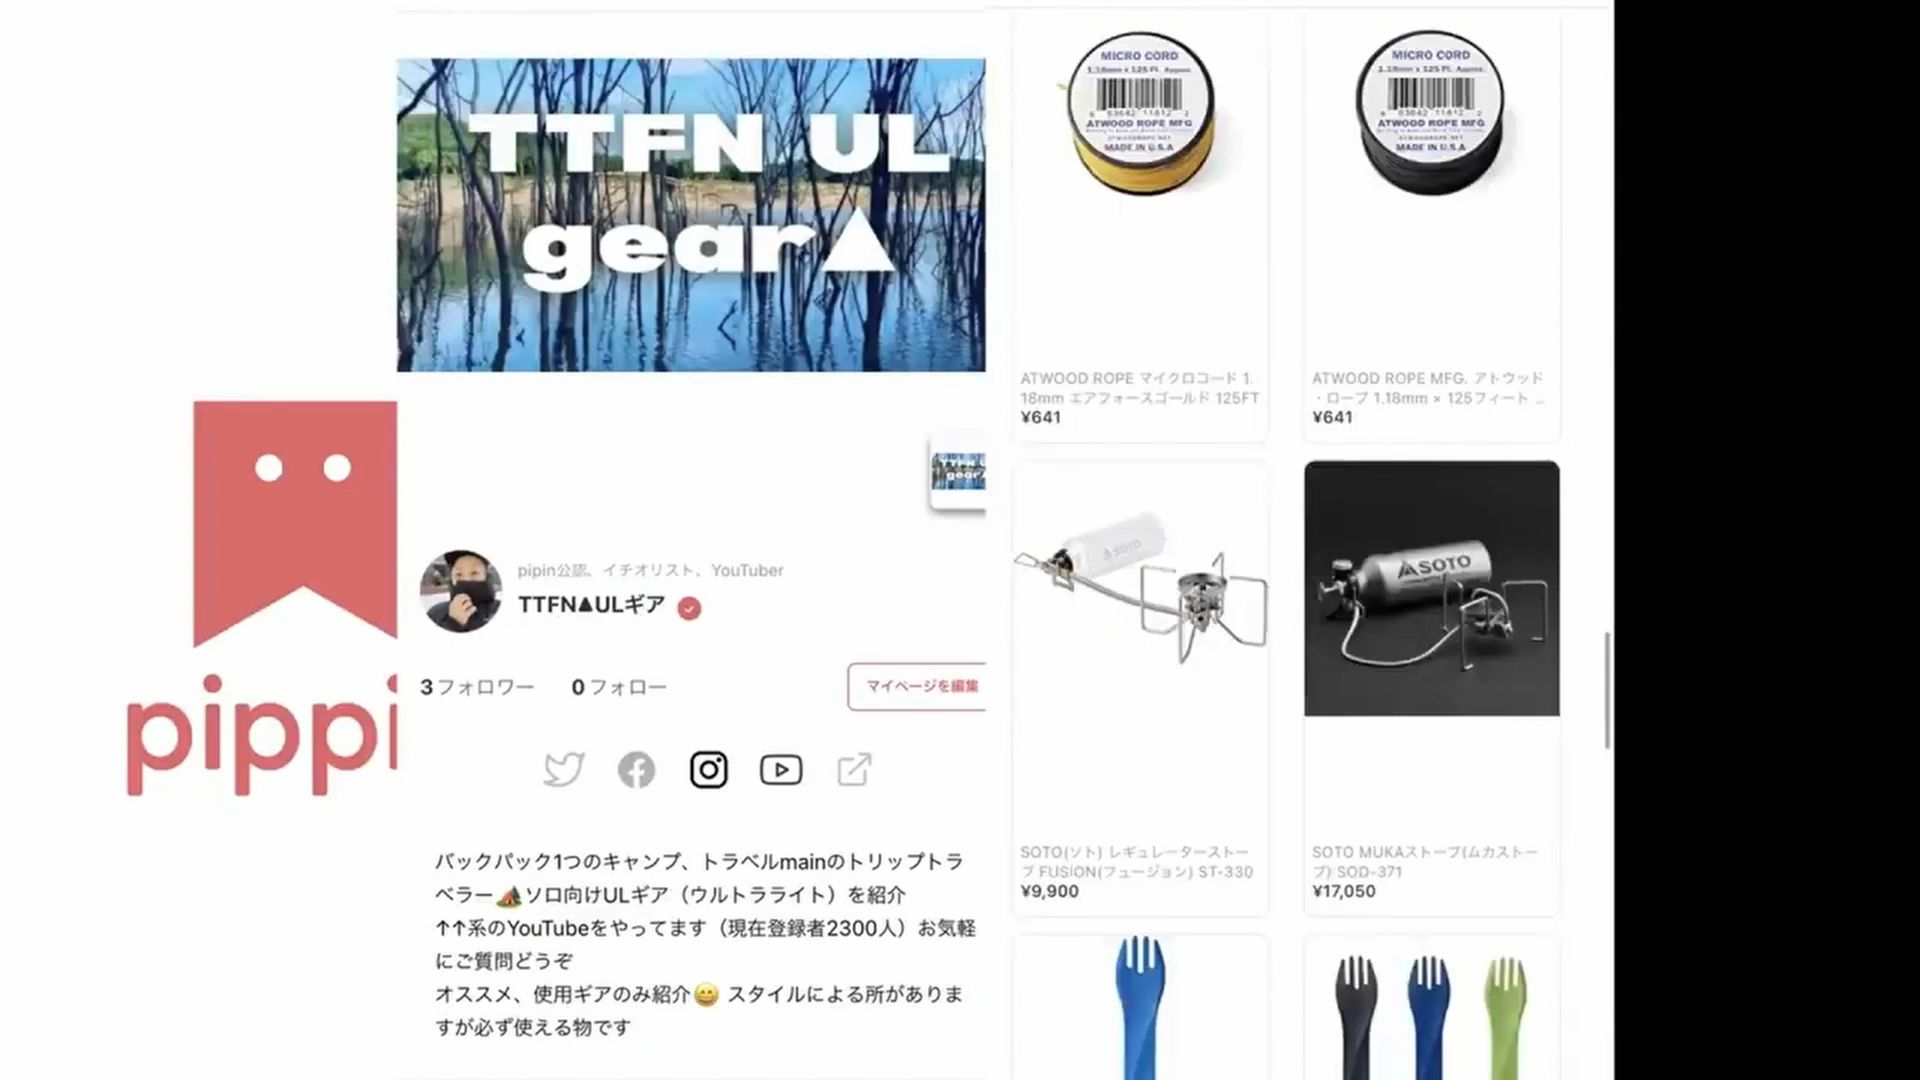 TTFN UL
gear▲
pippi
pipin公認、イチオリスト、YouTuber
TTFN▲ULギア
3フォロワー 0フォロー
マイページを編集
バックパック1つのキャンプ、トラベルmainのトリップトラ
ベラー🏕️ソロ向けULギア（ウルトラライト）を紹介
↑↑系のYouTubeをやってます（現在登録者2300人）お気軽
にご質問どうぞ
オススメ、使用ギアのみ紹介😄 スタイルによる所がありま
すが必ず使える物です
MICRO CORD
1.18mm x 125 Ft. Approx.
ATWOOD ROPE MFG
MADE IN U.S.A
ATWOOD ROPE マイクロコード 1.
18mm エアフォースゴールド 125FT
¥641
MICRO CORD
1.18mm x 125 Ft. Approx.
ATWOOD ROPE MFG
MADE IN U.S.A
ATWOOD ROPE MFG. アトウッド
・ロープ 1.18mm × 125フィート ...
¥641
SOTO
SOTO(ソト) レギュレーターストー
ブ FUSION(フュージョン) ST-330
¥9,900
SOTO
SOTO MUKAストーブ(ムカストー
ブ) SOD-371
¥17,050